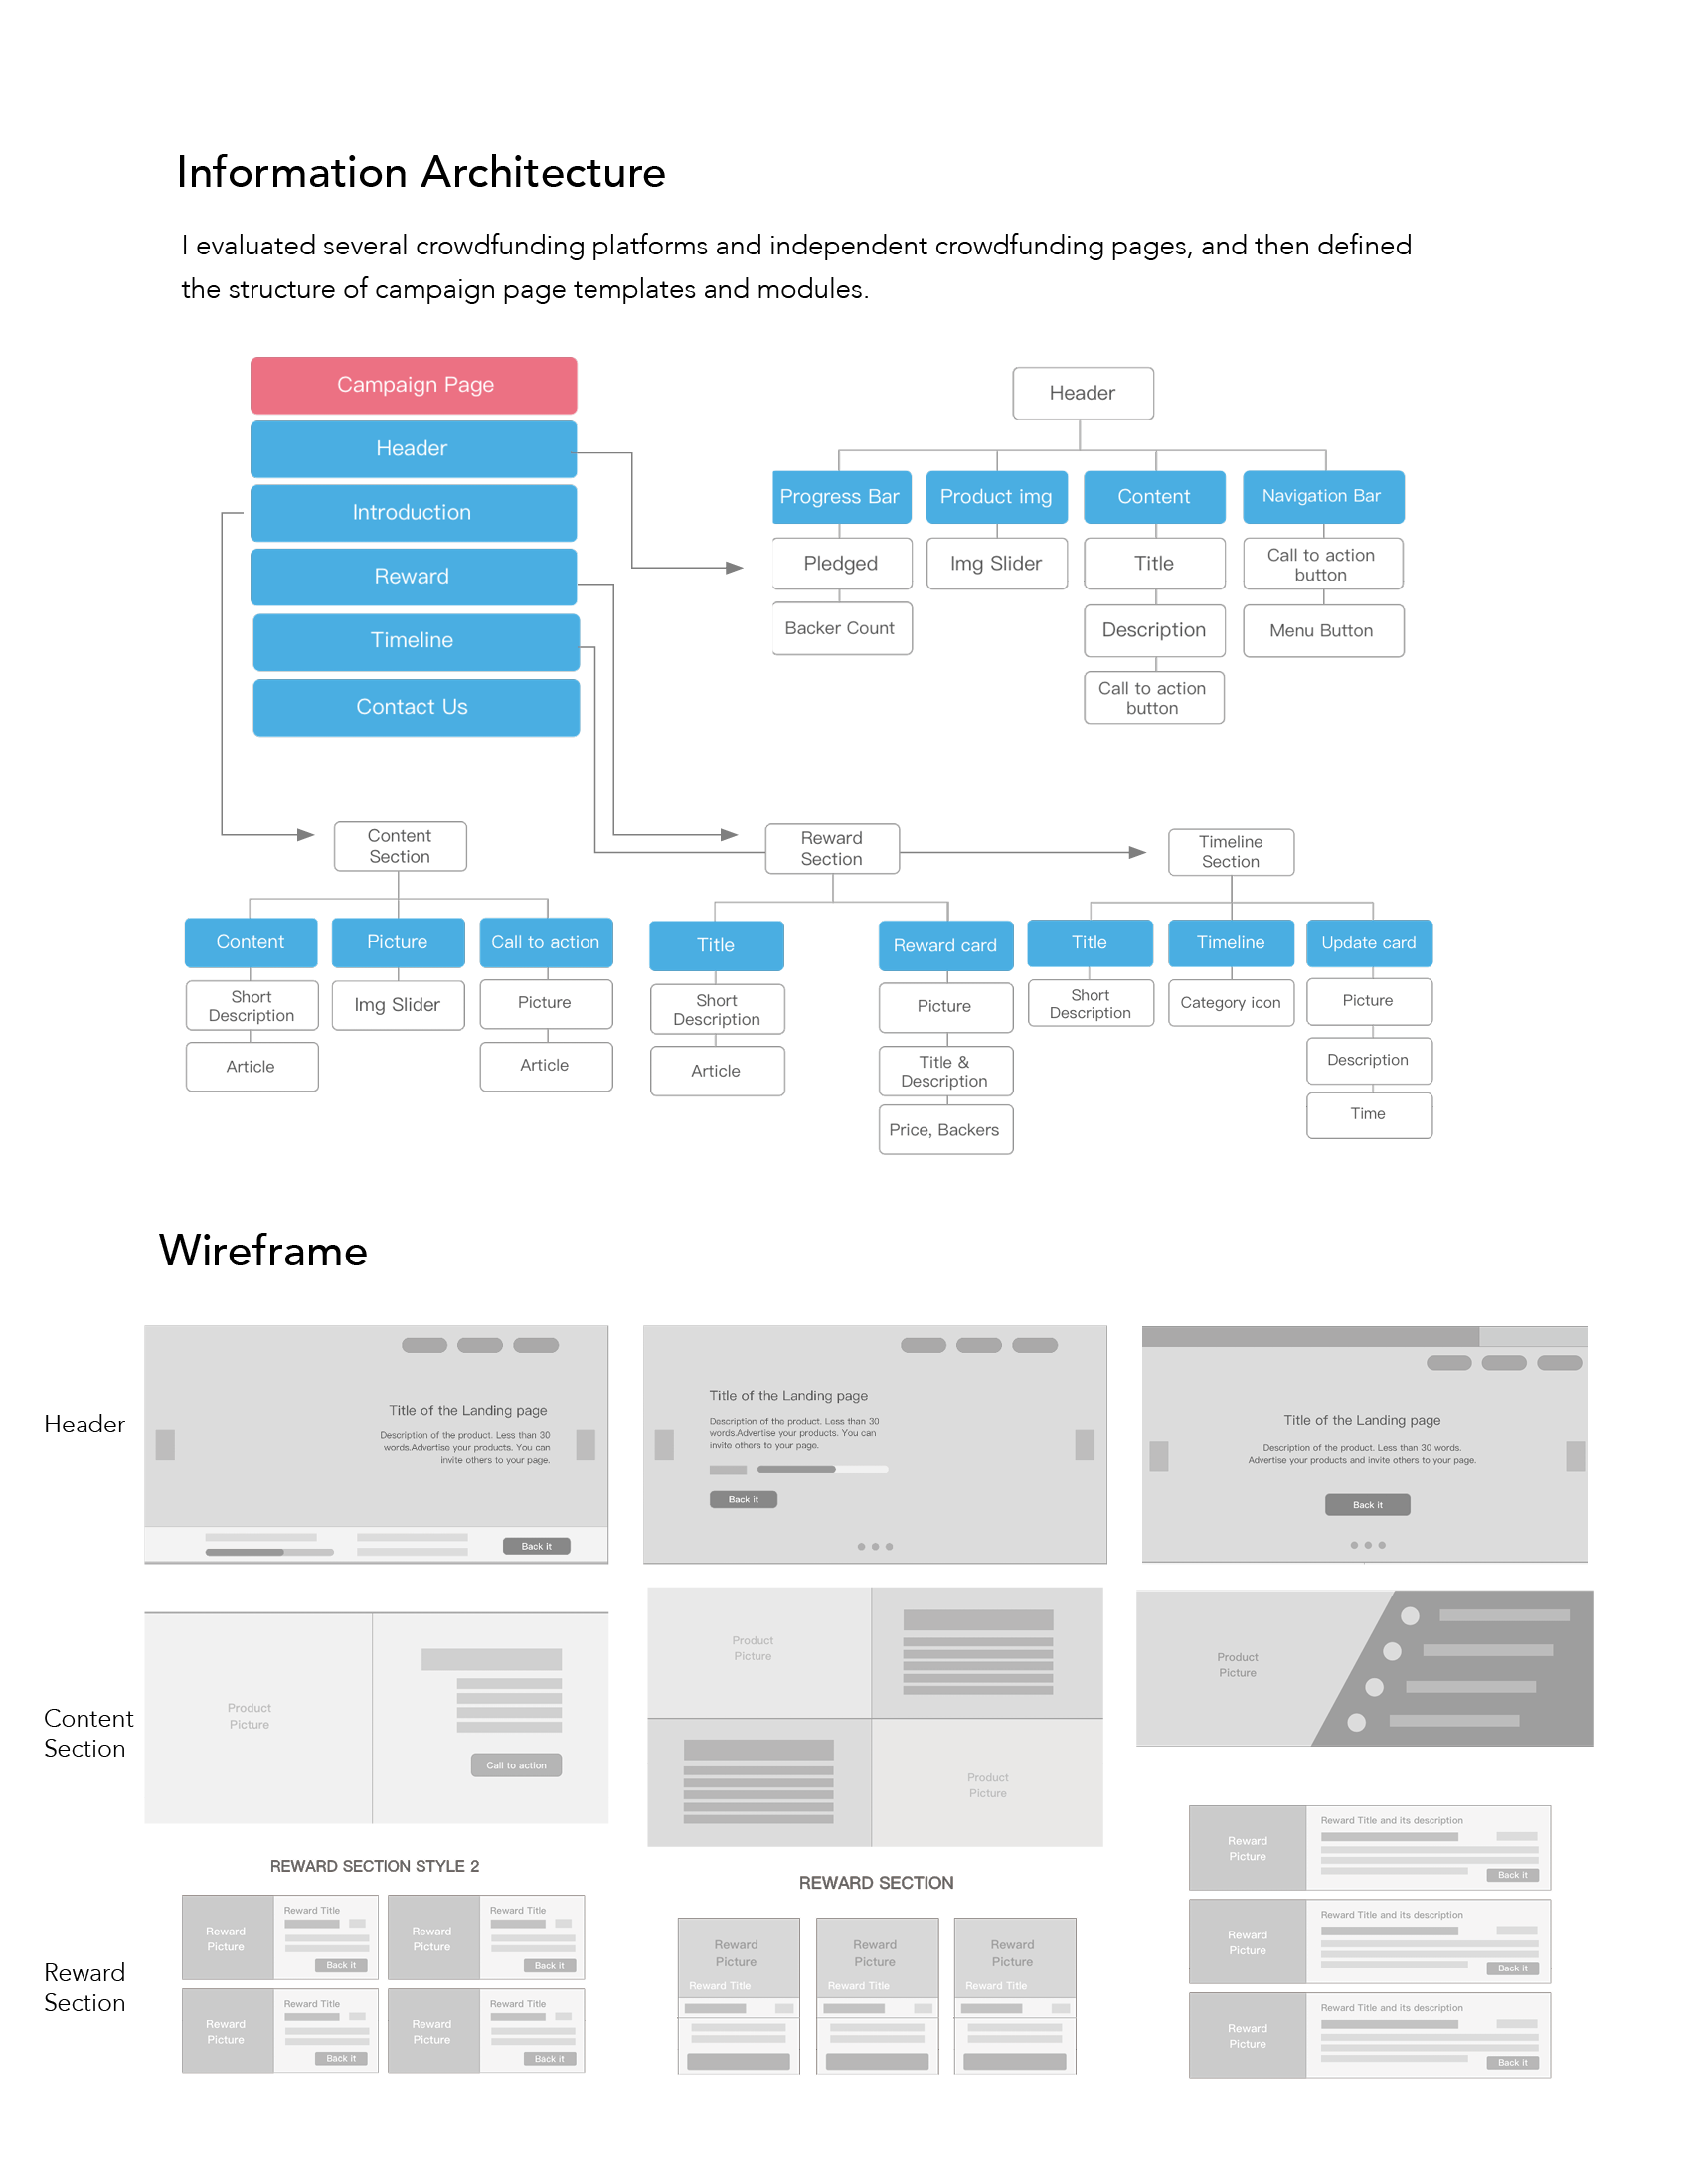 Information Architecture
I evaluated several crowdfunding platforms and independent crowdfunding pages, and then defined
the structure of campaign page templates and modules.
Campaign Page
Header
Introduction
Reward
Timeline
Contact Us
Header
Progress Bar
Product img
Content
Navigation Bar
Pledged
Img Slider
Title
Call to action
button
Backer Count
Description
Menu Button
Call to action
button
Content
Section
Content
Picture
Call to action
Short
Description
Img Slider
Picture
Article
Article
Reward
Section
Title
Reward card
Short
Description
Picture
Article
Title &
Description
Price, Backers
Timeline
Section
Title
Timeline
Update card
Short
Description
Category icon
Picture
Description
Time
Wireframe
Header
Title of the Landing page
Description of the product. Less than 30
words.Advertise your products. You can
invite others to your page.
Back it
Title of the Landing page
Description of the product. Less than 30
words.Advertise your products. You can
invite others to your page.
Back it
Title of the Landing page
Description of the product. Less than 30 words.
Advertise your products and invite others to your page.
Back it
Content
Section
Product
Picture
Call to action
Product
Picture
Product
Picture
Product
Picture
Reward
Section
REWARD SECTION STYLE 2
Reward
Picture
Reward Title
Back it
Reward
Picture
Reward Title
Back it
Reward
Picture
Reward Title
Back it
Reward
Picture
Reward Title
Back it
REWARD SECTION
Reward
Picture
Reward Title
Reward
Picture
Reward Title
Reward
Picture
Reward Title
Reward
Picture
Reward Title and its description
Back it
Reward
Picture
Reward Title and its description
Back it
Reward
Picture
Reward Title and its description
Back it